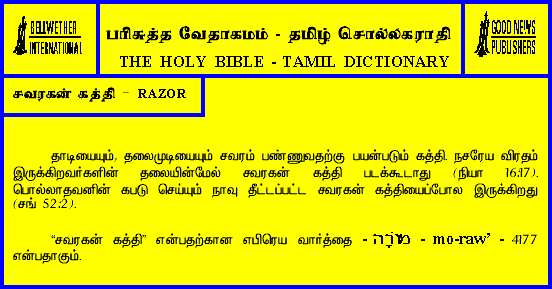 BELLWETHER
INTERNATIONAL
பரிசுத்த வேதாகமம் - தமிழ் சொல்லகராதி
THE HOLY BIBLE - TAMIL DICTIONARY
GOOD NEWS
PUBLISHERS
சவரகன் கத்தி - RAZOR
தாடியையும், தலைமுடியையும் சவரம் பண்ணுவதற்கு பயன்படும் கத்தி. நசரேய விரதம்
இருக்கிறவர்களின் தலையின்மேல் சவரகன் கத்தி படக்கூடாது (நியா 16:17).
பொல்லாதவனின் கபடு செய்யும் நாவு தீட்டப்பட்ட சவரகன் கத்தியைப்போல இருக்கிறது
(சங் 52:2).
“சவரகன் கத்தி” என்பதற்கான எபிரெய வார்த்தை - מוֹרָה - mo-raw’ - 4177
என்பதாகும்.